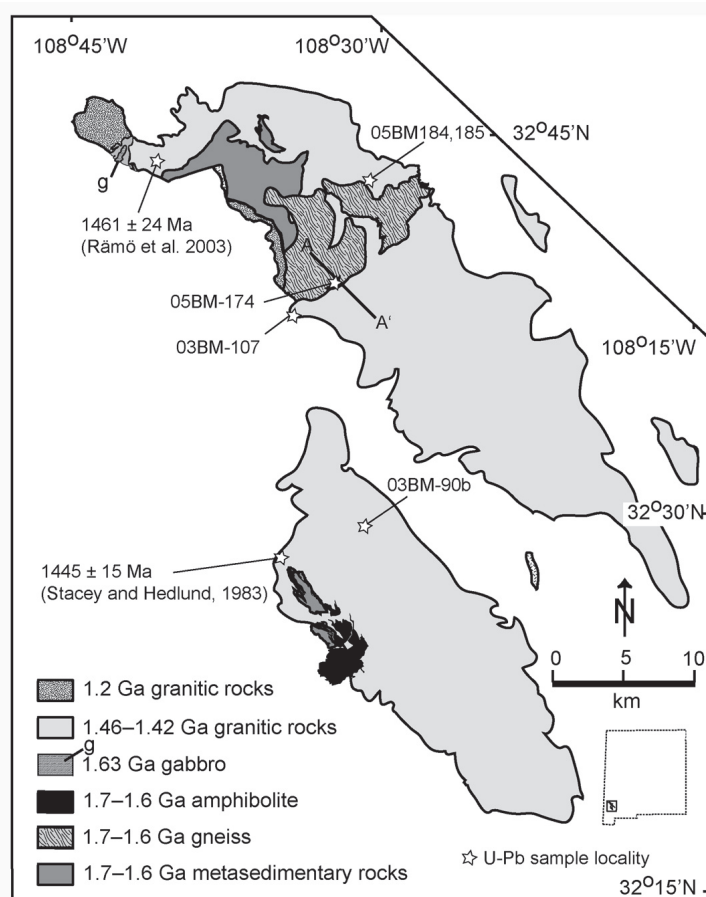 108°45'W
108°30'W
05BM184,185
32°45'N
g
1461 ± 24 Ma
(Rämö et al. 2003)
A
05BM-174
A'
03BM-107
108°15'W
03BM-90b
32°30'N
1445 ± 15 Ma
(Stacey and Hedlund, 1983)
N
0 5 10
km
1.2 Ga granitic rocks
1.46–1.42 Ga granitic rocks
g
1.63 Ga gabbro
1.7–1.6 Ga amphibolite
1.7–1.6 Ga gneiss
1.7–1.6 Ga metasedimentary rocks
U-Pb sample locality
32°15'N